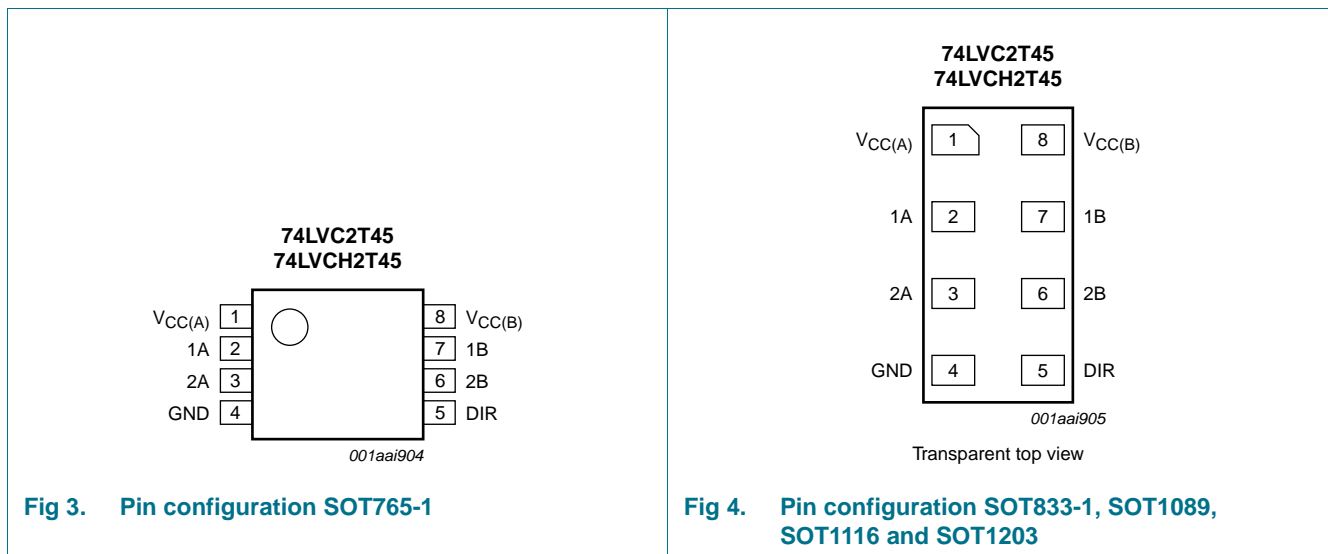 74LVC2T45
74LVCH2T45
VCC(A) 1 8 VCC(B)
1A 2 7 1B
2A 3 6 2B
GND 4 5 DIR
001aai904
Fig 3. Pin configuration SOT765-1
74LVC2T45
74LVCH2T45
VCC(A) 1 8 VCC(B)
1A 2 7 1B
2A 3 6 2B
GND 4 5 DIR
001aai905
Transparent top view
Fig 4. Pin configuration SOT833-1, SOT1089,
SOT1116 and SOT1203